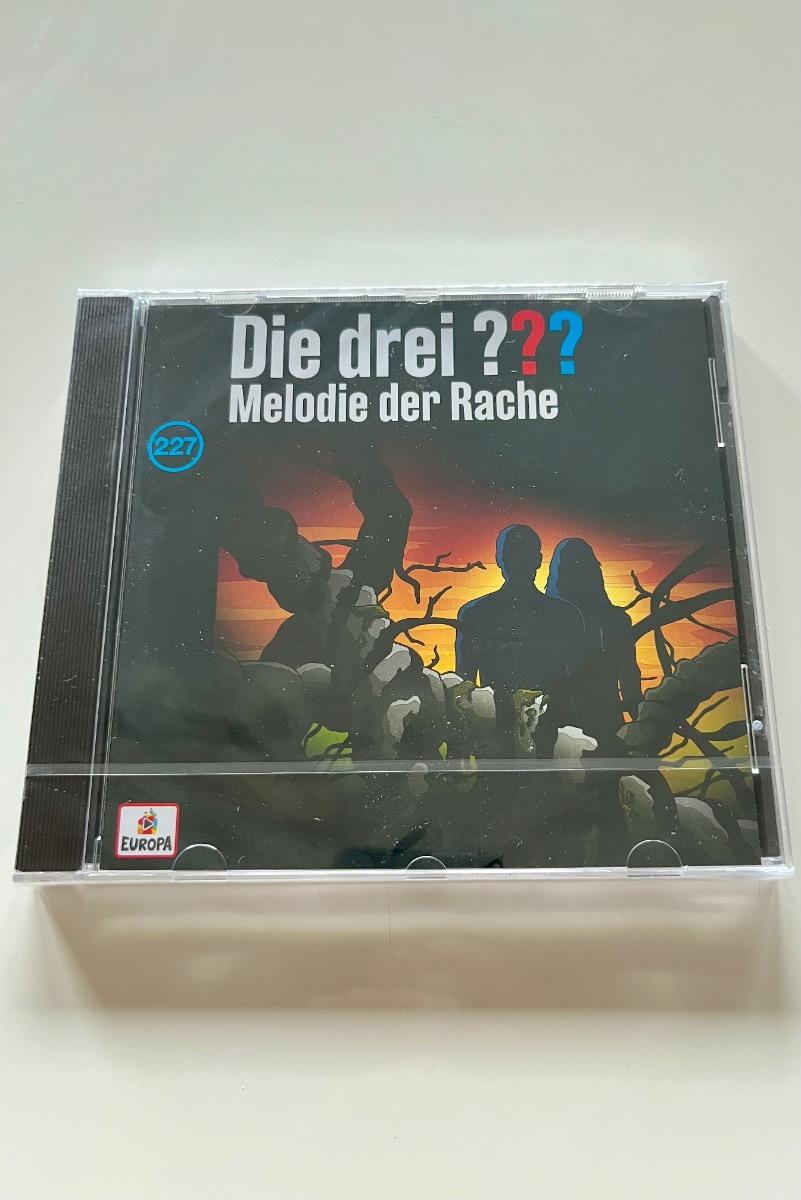 Die drei ???
Melodie der Rache
227
EUROPA